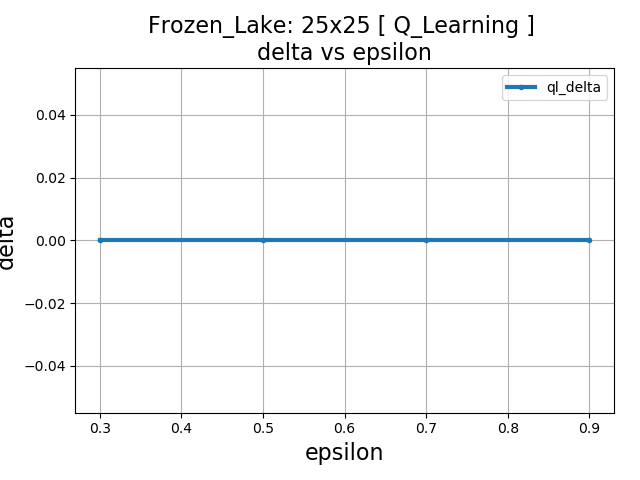 Frozen_Lake: 25x25 [ Q_Learning ]
delta vs epsilon
ql_delta
0.04
0.02
0.00
−0.02
−0.04
delta
0.3 0.4 0.5 0.6 0.7 0.8 0.9
epsilon